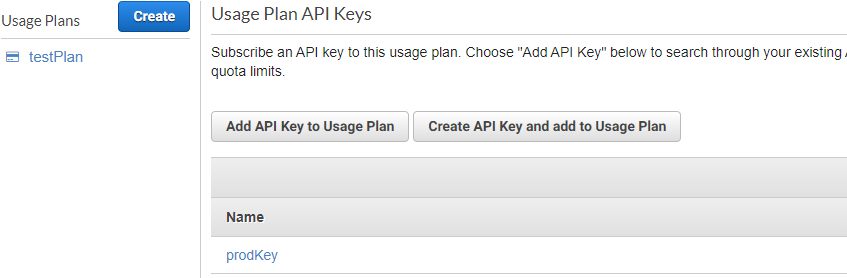 Usage Plans
Create
testPlan
Usage Plan API Keys
Subscribe an API key to this usage plan. Choose "Add API Key" below to search through your existing
quota limits.
Add API Key to Usage Plan
Create API Key and add to Usage Plan
Name
prodKey